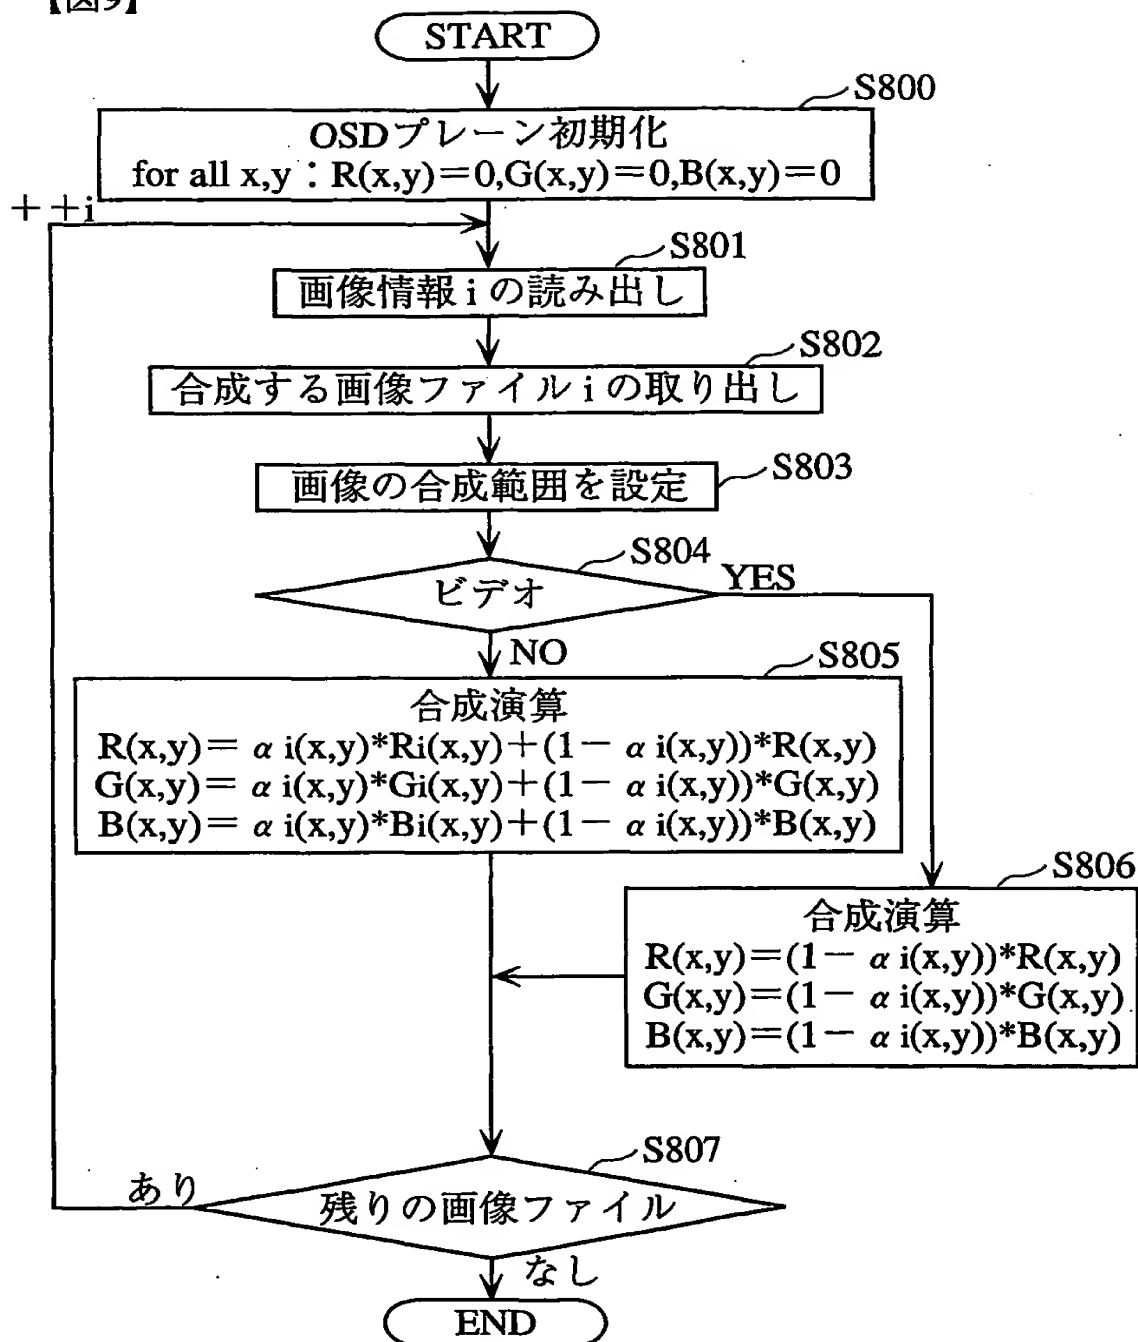 【図9】
START
S800
OSDプレーン初期化
for all x,y：R(x,y)＝0,G(x,y)＝0,B(x,y)＝0
＋＋i
S801
画像情報 i の読み出し
S802
合成する画像ファイル i の取り出し
S803
画像の合成範囲を設定
S804
ビデオ
YES
NO
S805
合成演算
R(x,y)＝ α i(x,y)*Ri(x,y)＋(1－ α i(x,y))*R(x,y)
G(x,y)＝ α i(x,y)*Gi(x,y)＋(1－ α i(x,y))*G(x,y)
B(x,y)＝ α i(x,y)*Bi(x,y)＋(1－ α i(x,y))*B(x,y)
S806
合成演算
R(x,y)＝(1－ α i(x,y))*R(x,y)
G(x,y)＝(1－ α i(x,y))*G(x,y)
B(x,y)＝(1－ α i(x,y))*B(x,y)
S807
あり
残りの画像ファイル
なし
END